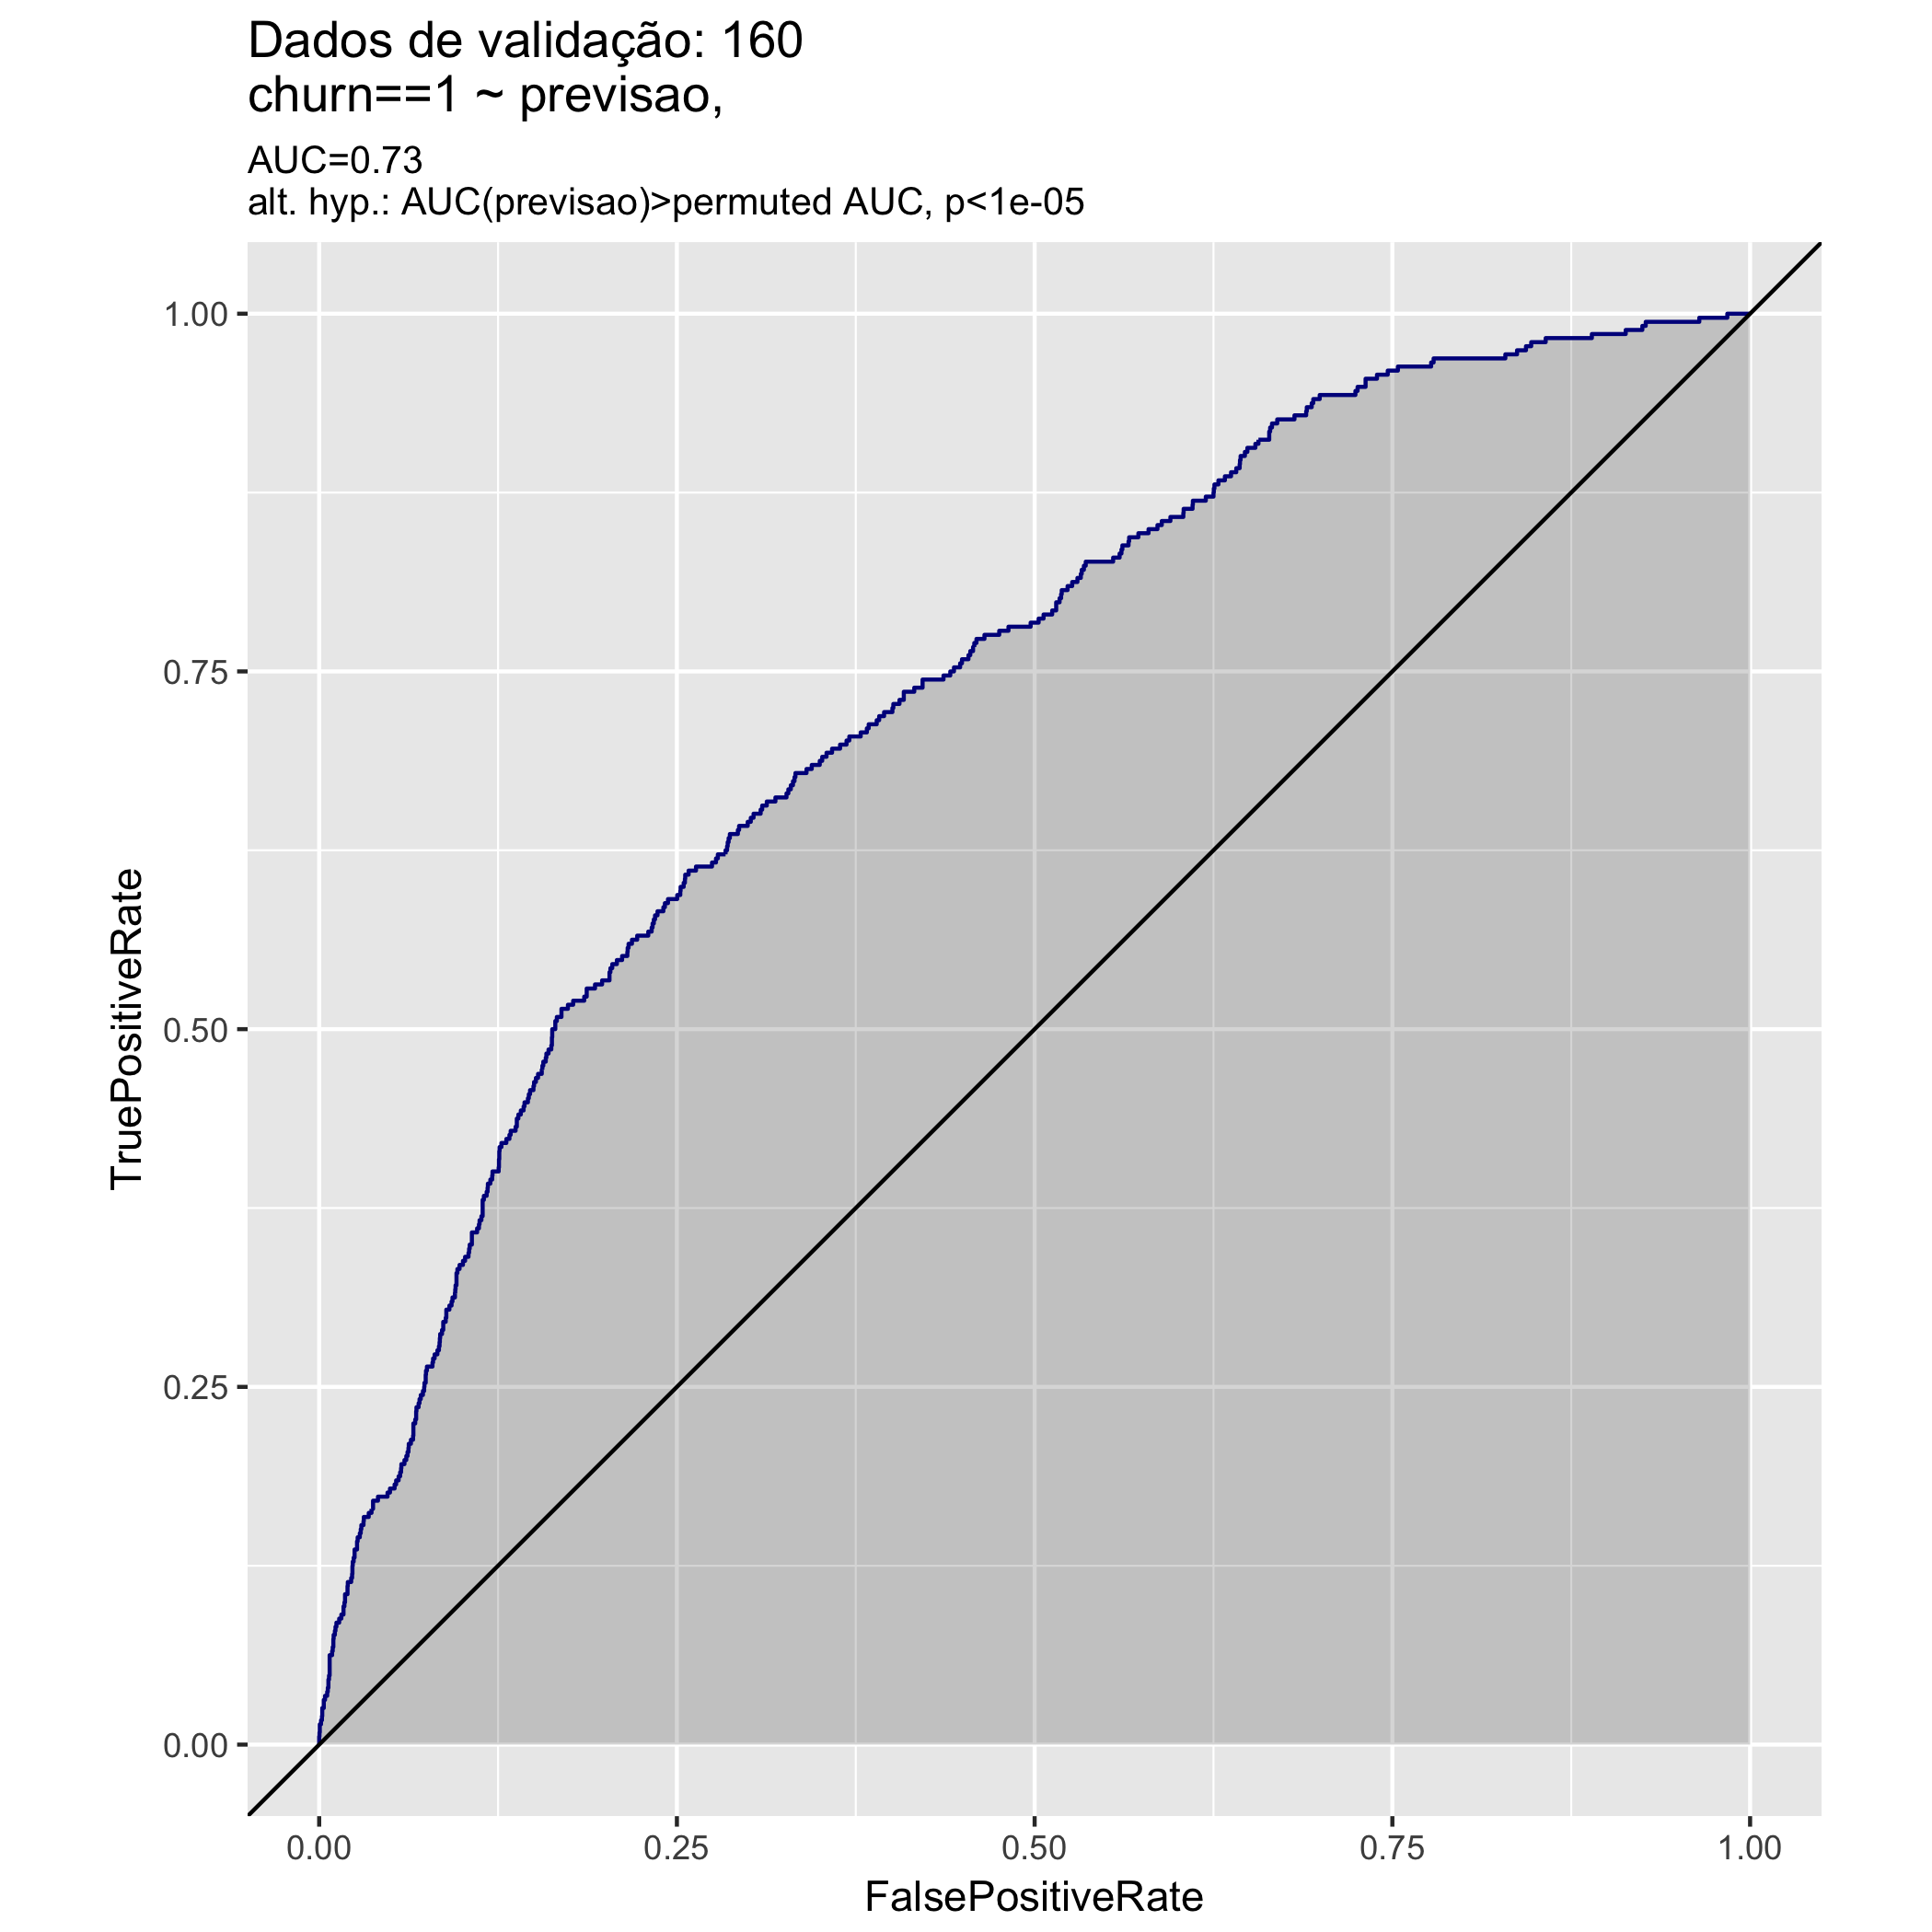 Dados de validação: 160
churn==1 ~ previsao,
AUC=0.73
alt. hyp.: AUC(previsao)>permuted AUC, p<1e-05
1.00
0.75
0.50
0.25
0.00
TruePositiveRate
0.00 0.25 0.50 0.75 1.00
FalsePositiveRate